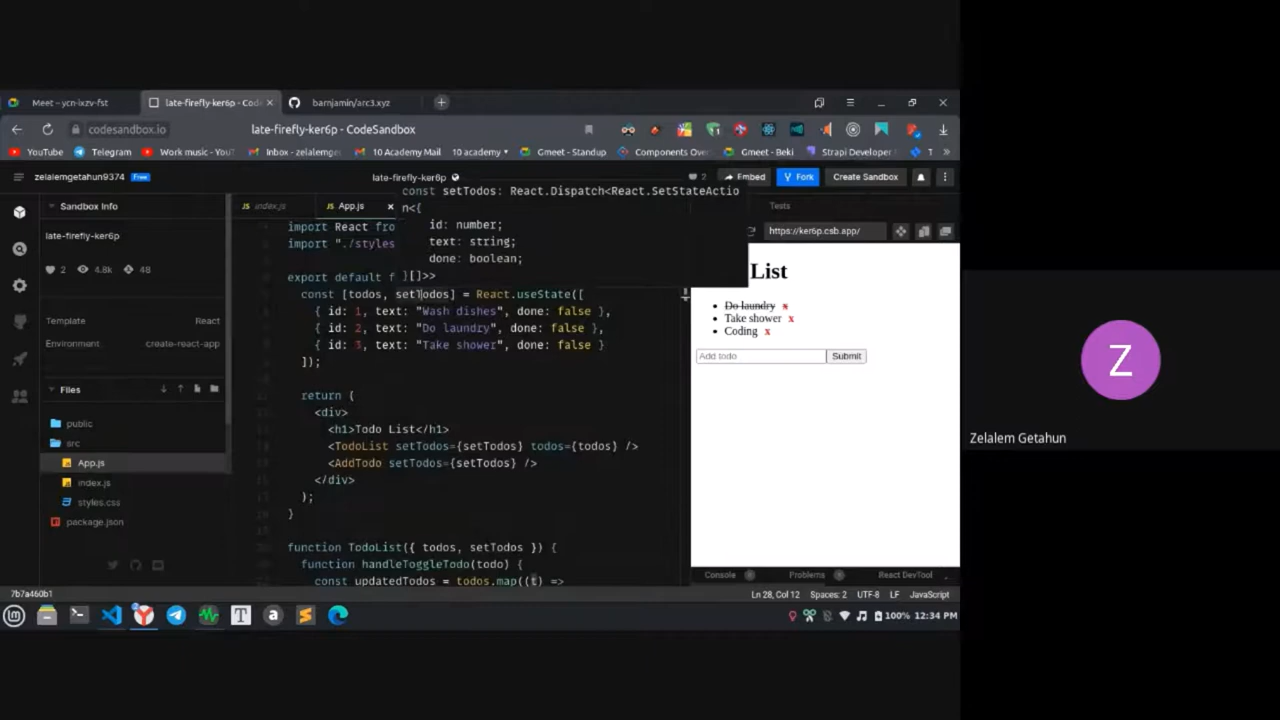 Meet – ycn-ixzv-fst
late-firefly-ker6p - Cod
barnjamin/arc3.xyz
codesandbox.io
late-firefly-ker6p - CodeSandbox
YouTube
Telegram
Work music - You
Inbox - zelalemge
10 Academy Mail
10 academy
Gmeet - Standup
Components Ove
Gmeet - Beki
Strapi Developer
zelalemgetahun9374
Free
late-firefly-ker6p
2
Embed
Fork
Create Sandbox
Sandbox Info
late-firefly-ker6p
2 4.8k 48
Template React
Environment create-react-app
Files
public
src
App.js
index.js
styles.css
package.json
index.js
App.js
const setTodos: React.Dispatch<React.SetStateActio
n<{
id: number;
text: string;
done: boolean;
}[]>>
import React fro
import "./styles
export default f
const [todos, setTodos] = React.useState([
{ id: 1, text: "Wash dishes", done: false },
{ id: 2, text: "Do laundry", done: false },
{ id: 3, text: "Take shower", done: false }
]);
return (
<div>
<h1>Todo List</h1>
<TodoList setTodos={setTodos} todos={todos} />
<AddTodo setTodos={setTodos} />
</div>
);
}
function TodoList({ todos, setTodos }) {
function handleToggleTodo(todo) {
const updatedTodos = todos.map((t) =>
Tests
https://ker6p.csb.app/
List
Do laundry x
Take shower x
Coding x
Add todo
Submit
Console
Problems
React DevTool
7b7a460b1
Ln 28, Col 12
Spaces: 2
UTF-8
LF
JavaScript
100% 12:34 PM
Z
Zelalem Getahun